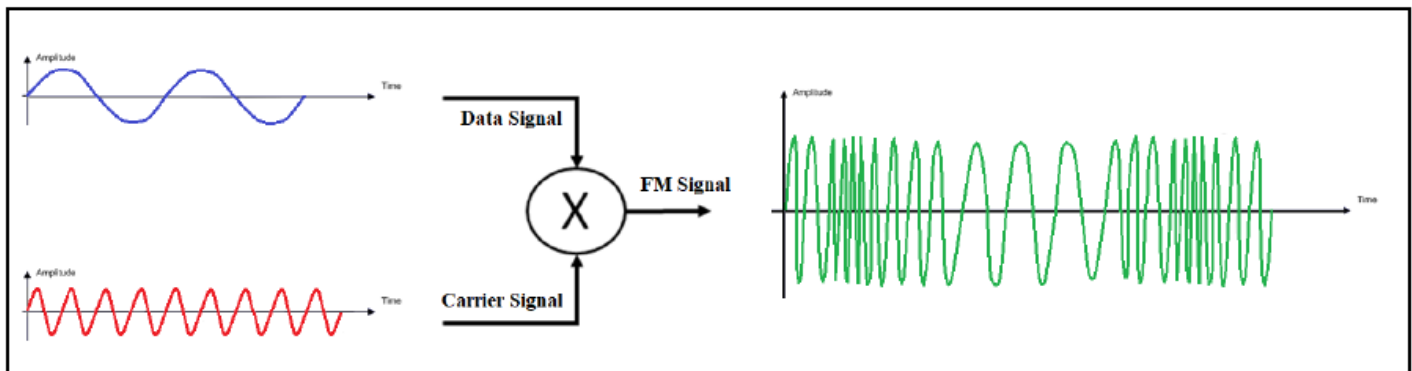 Amplitude
Time
Data Signal
X
FM Signal
Amplitude
Time
Carrier Signal
Amplitude
Time